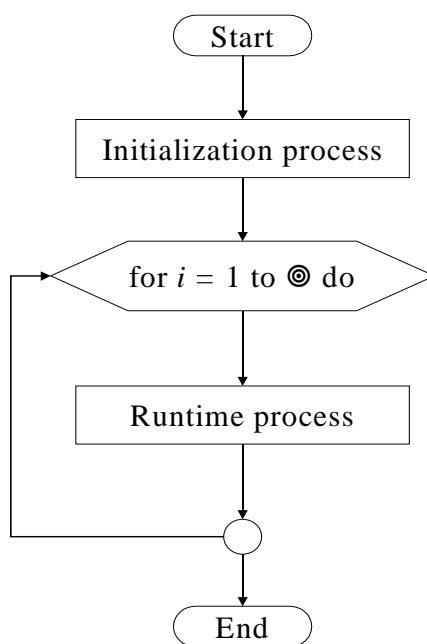 Start
Initialization process
for i = 1 to ⌾ do
Runtime process
End